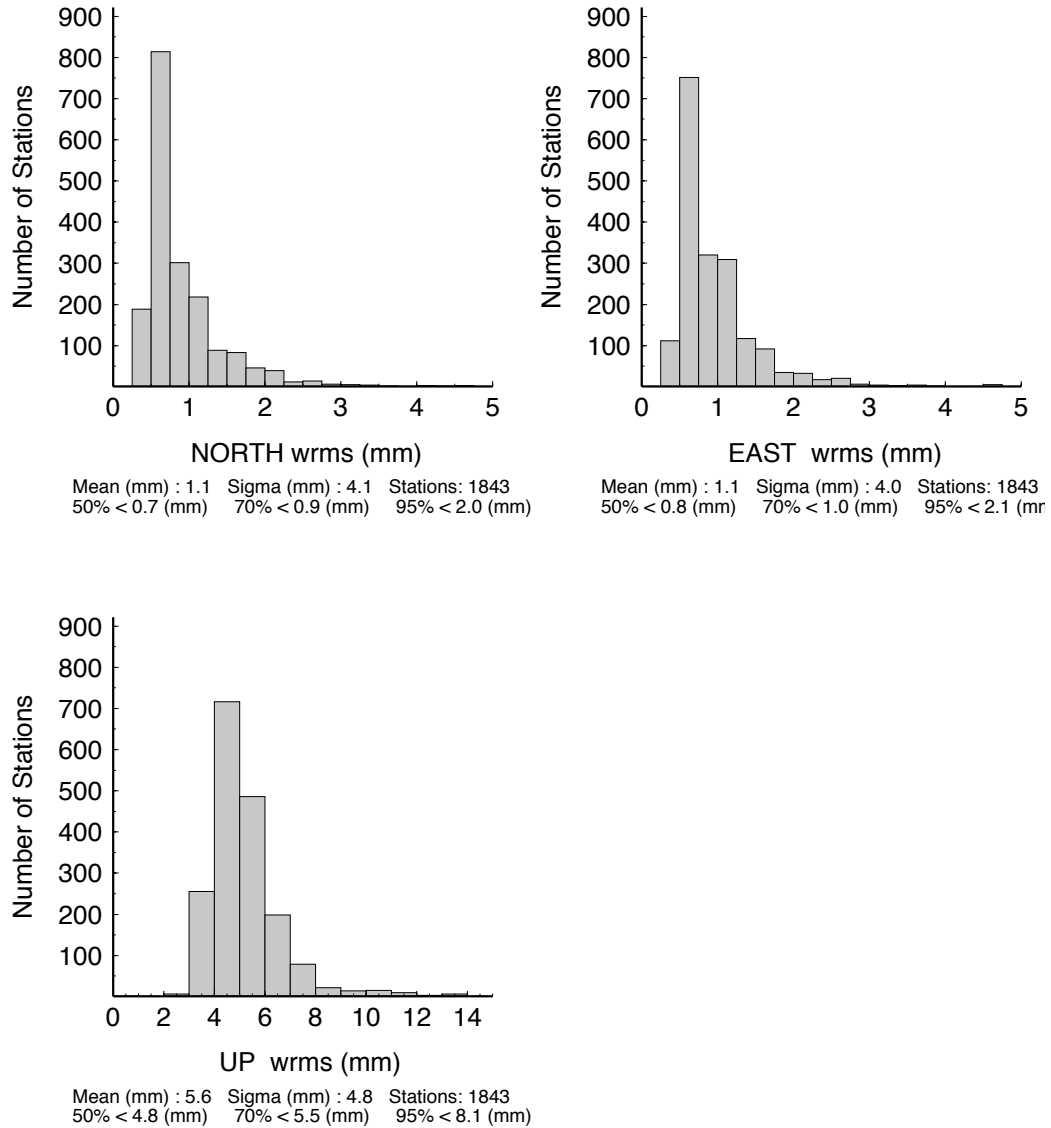 900
800
700
600
500
400
300
200
100
Number of Stations
0 1 2 3 4 5
NORTH wrms (mm)
Mean (mm) : 1.1 Sigma (mm) : 4.1 Stations: 1843
50% < 0.7 (mm) 70% < 0.9 (mm) 95% < 2.0 (mm)
900
800
700
600
500
400
300
200
100
Number of Stations
0 1 2 3 4 5
EAST wrms (mm)
Mean (mm) : 1.1 Sigma (mm) : 4.0 Stations: 1843
50% < 0.8 (mm) 70% < 1.0 (mm) 95% < 2.1 (mm
900
800
700
600
500
400
300
200
100
Number of Stations
0 2 4 6 8 10 12 14
UP wrms (mm)
Mean (mm) : 5.6 Sigma (mm) : 4.8 Stations: 1843
50% < 4.8 (mm) 70% < 5.5 (mm) 95% < 8.1 (mm)